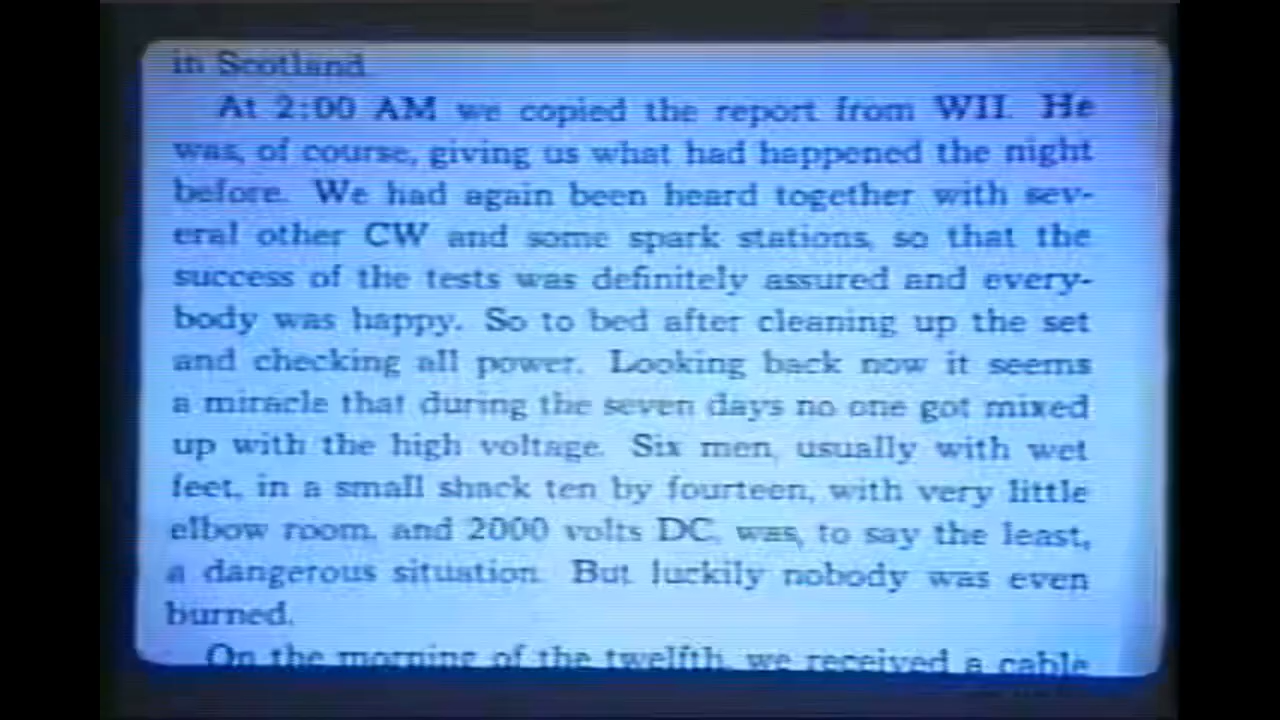 in Scotland.
At 2:00 AM we copied the report from WII. He
was, of course, giving us what had happened the night
before. We had again been heard together with sev-
eral other CW and some spark stations, so that the
success of the tests was definitely assured and every-
body was happy. So to bed after cleaning up the set
and checking all power. Looking back now it seems
a miracle that during the seven days no one got mixed
up with the high voltage. Six men, usually with wet
feet, in a small shack ten by fourteen, with very little
elbow room, and 2000 volts DC, was, to say the least,
a dangerous situation. But luckily nobody was even
burned.
On the morning of the twelfth, we received a cable